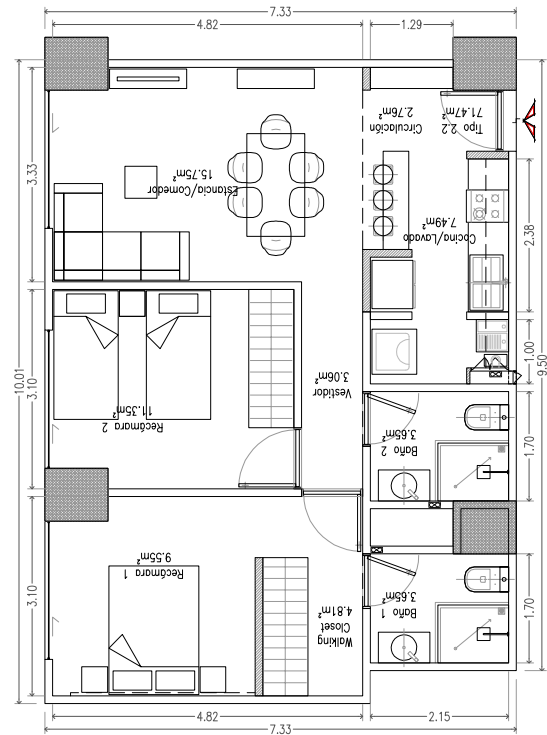 7.33
4.82
1.29
Circulación
2.76m²
Tipo 2.2
71.47m²
Estancia/Comedor
15.75m²
Cocina/Lavado
7.49m²
3.33
2.38
1.00
9.50
10.01
3.10
Recámara 2
11.35m²
Vestidor
3.06m²
Baño 2
3.65m²
1.70
Recámara 1
9.55m²
3.10
Walking
Closet
4.81m²
Baño 1
3.65m²
1.70
4.82
2.15
7.33